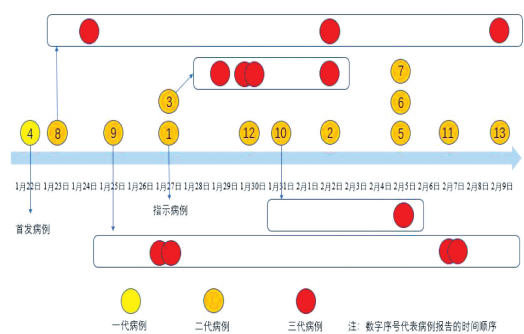 7
3
6
4 8 9 1 12 10 2 5 11 13
1月22日 1月23日 1月24日 1月25日 1月26日 1月27日 1月28日 1月29日 1月30日 1月31日 2月1日 2月2日 2月3日 2月4日 2月5日 2月6日 2月7日 2月8日 2月9日
指示病例
首发病例
一代病例 二代病例 三代病例 注：数字序号代表病例报告的时间顺序